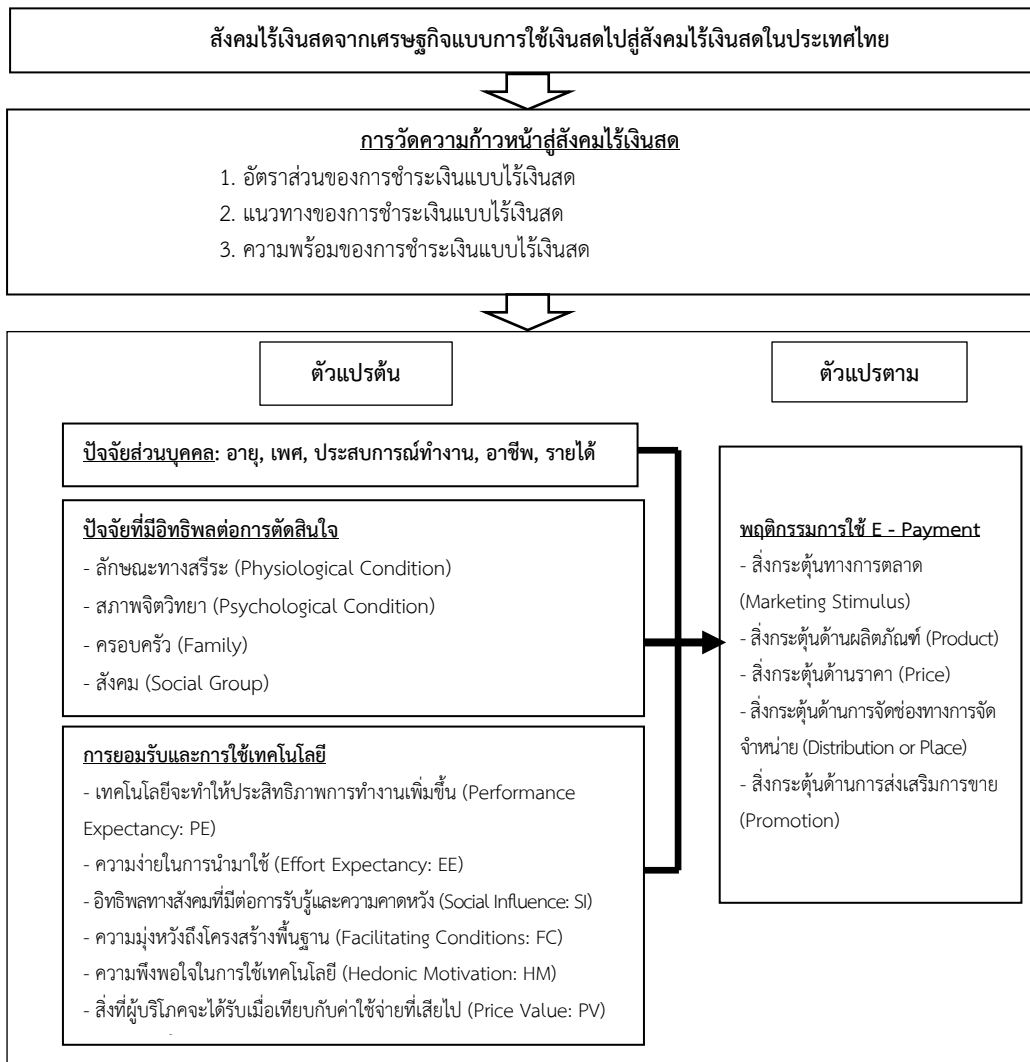 สังคมไร้เงินสดจากเศรษฐกิจแบบการใช้เงินสดไปสู่สังคมไร้เงินสดในประเทศไทย
การวัดความก้าวหน้าสู่สังคมไร้เงินสด
1. อัตราส่วนของการชำระเงินแบบไร้เงินสด
2. แนวทางของการชำระเงินแบบไร้เงินสด
3. ความพร้อมของการชำระเงินแบบไร้เงินสด
ตัวแปรต้น
ปัจจัยส่วนบุคคล: อายุ, เพศ, ประสบการณ์ทำงาน, อาชีพ, รายได้
ปัจจัยที่มีอิทธิพลต่อการตัดสินใจ
- ลักษณะทางสรีระ (Physiological Condition)
- สภาพจิตวิทยา (Psychological Condition)
- ครอบครัว (Family)
- สังคม (Social Group)
การยอมรับและการใช้เทคโนโลยี
- เทคโนโลยีจะทำให้ประสิทธิภาพการทำงานเพิ่มขึ้น (Performance
Expectancy: PE)
- ความง่ายในการนำมาใช้ (Effort Expectancy: EE)
- อิทธิพลทางสังคมที่มีต่อการรับรู้และความคาดหวัง (Social Influence: SI)
- ความมุ่งหวังถึงโครงสร้างพื้นฐาน (Facilitating Conditions: FC)
- ความพึงพอใจในการใช้เทคโนโลยี (Hedonic Motivation: HM)
- สิ่งที่ผู้บริโภคจะได้รับเมื่อเทียบกับค่าใช้จ่ายที่เสียไป (Price Value: PV)
ตัวแปรตาม
พฤติกรรมการใช้ E - Payment
- สิ่งกระตุ้นทางการตลาด
(Marketing Stimulus)
- สิ่งกระตุ้นด้านผลิตภัณฑ์ (Product)
- สิ่งกระตุ้นด้านราคา (Price)
- สิ่งกระตุ้นด้านการจัดช่องทางการจัด
จำหน่าย (Distribution or Place)
- สิ่งกระตุ้นด้านการส่งเสริมการขาย
(Promotion)